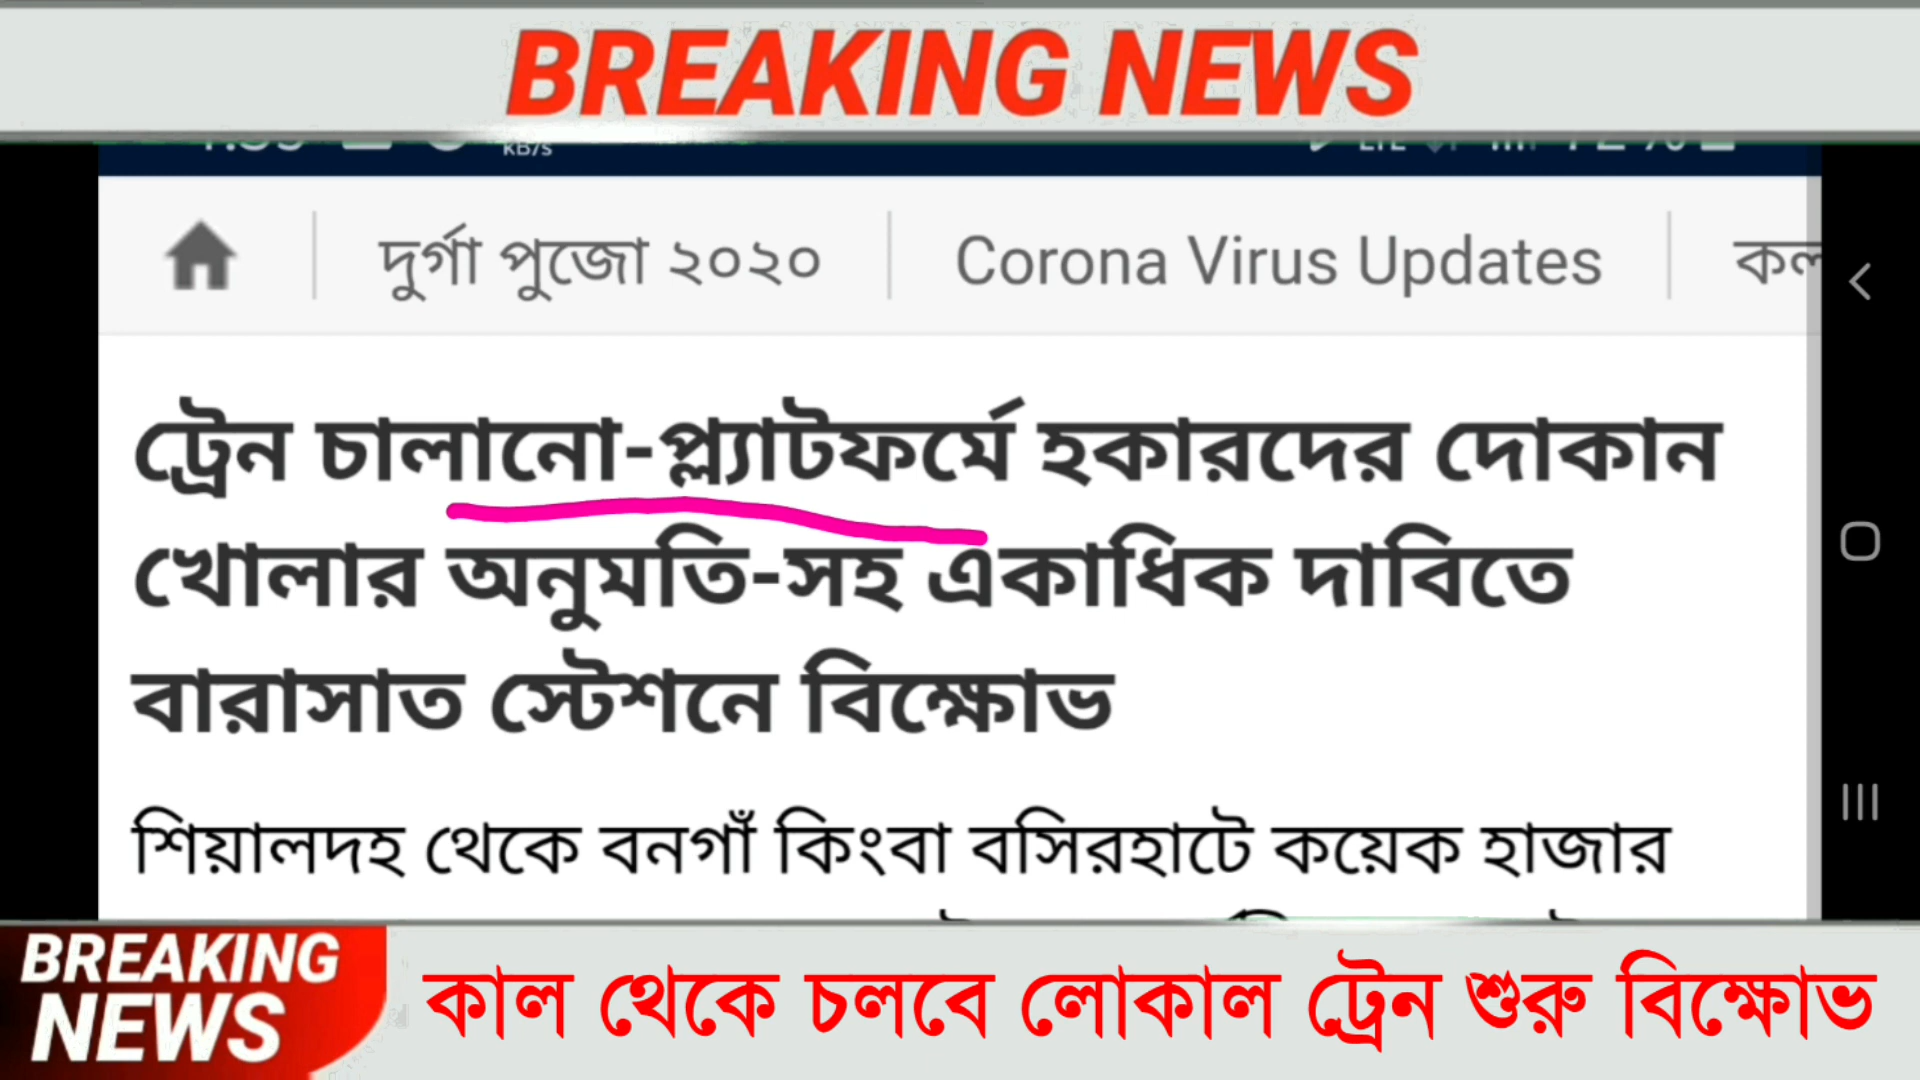 BREAKING NEWS
KB/s
দুর্গা পুজো ২০২০
Corona Virus Updates
ট্রেন চালানো-প্ল্যাটফর্মে হকারদের দোকান
খোলার অনুমতি-সহ একাধিক দাবিতে
বারাসাত স্টেশনে বিক্ষোভ
শিয়ালদহ থেকে বনগাঁ কিংবা বসিরহাটে কয়েক হাজার
BREAKING
NEWS
কাল থেকে চলবে লোকাল ট্রেন শুরু বিক্ষোভ